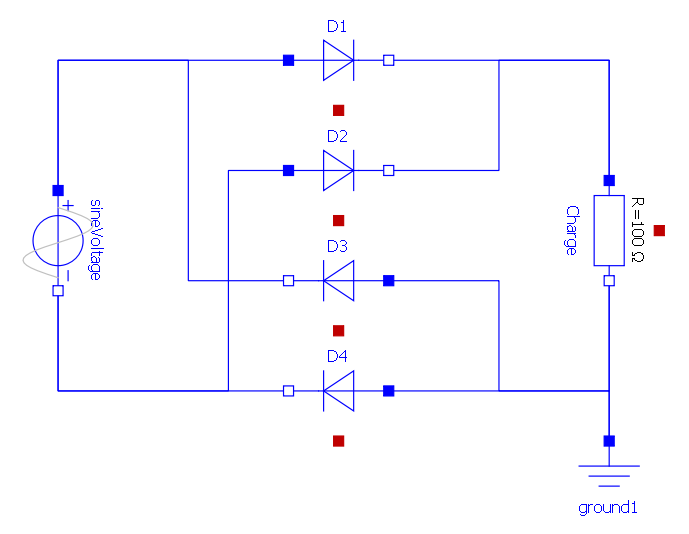 D1
D2
D3
D4
+
sineVoltage
−
Charge
R=100 Ω
ground1